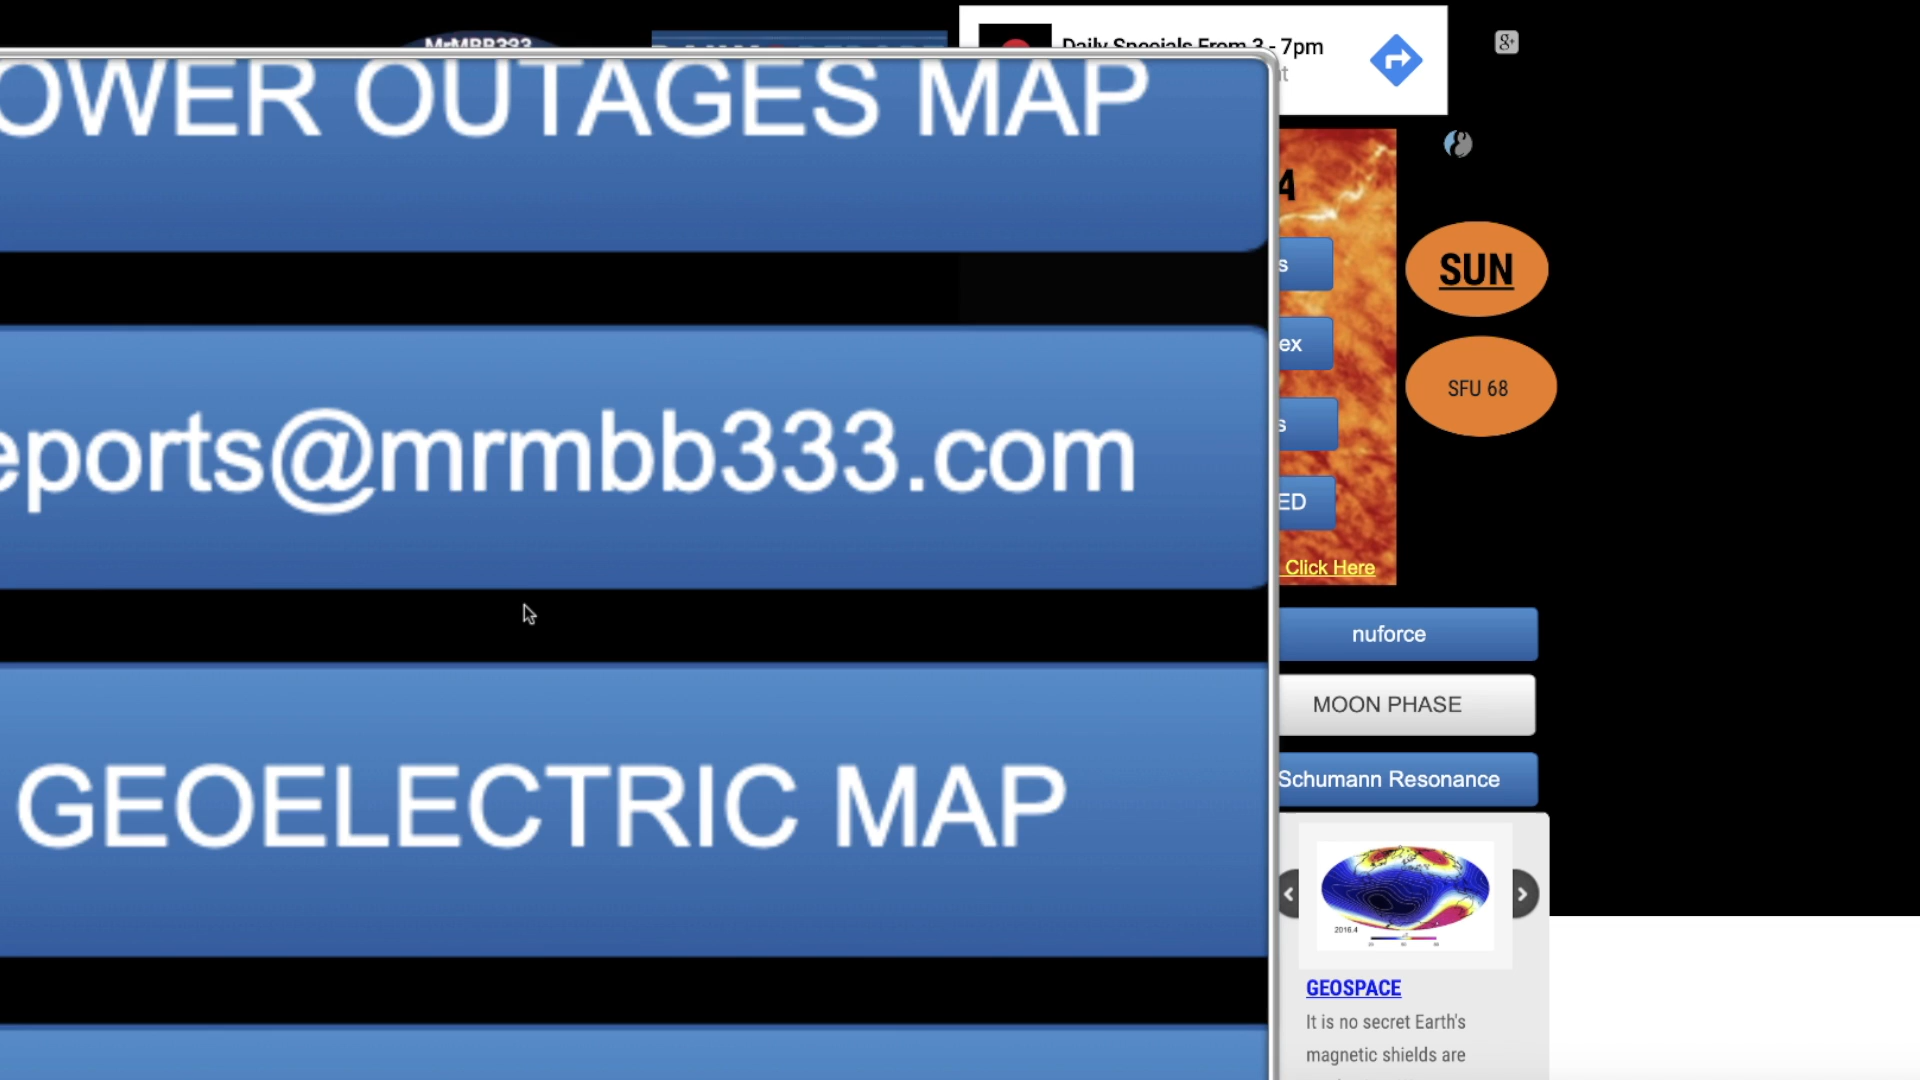 MrMBB333
Daily Specials From 3 - 7pm
OWER OUTAGES MAP
eports@mrmbb333.com
GEOELECTRIC MAP
SUN
SFU 68
ex
ED
Click Here
nuforce
MOON PHASE
Schumann Resonance
2016.4
GEOSPACE
It is no secret Earth's
magnetic shields are